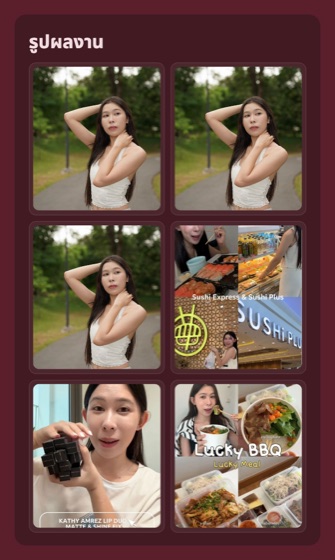 รูปผลงาน
Sushi Express & Sushi Plus
SUSHI PLU
KATHY AMREZ LIP DUO
MATTE & SHINE
Lucky BBQ
Lucky Meal